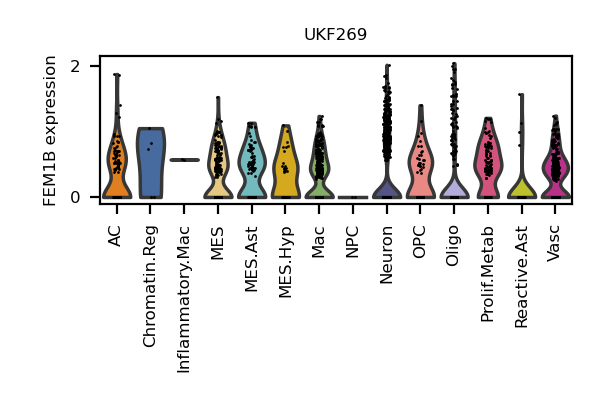 UKF269
FEM1B expression
2
0
AC
Chromatin.Reg
Inflammatory.Mac
MES
MES.Ast
MES.Hyp
Mac
NPC
Neuron
OPC
Oligo
Prolif.Metab
Reactive.Ast
Vasc